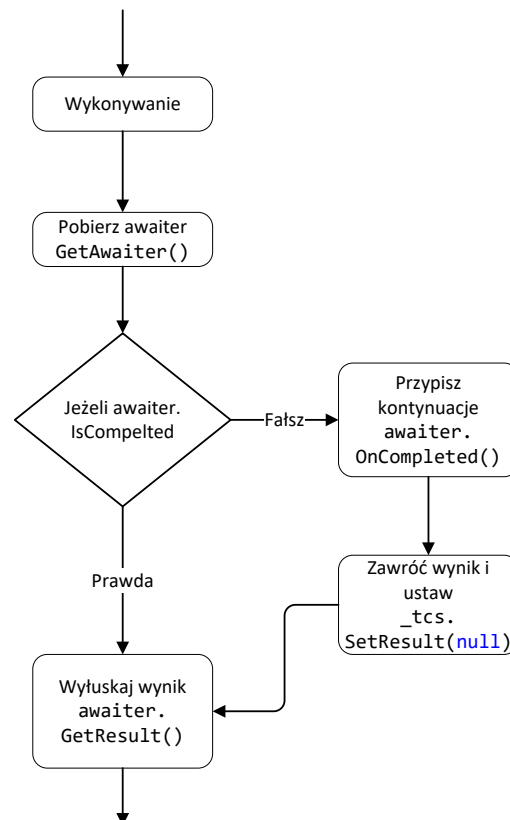 Wykonywanie
Pobierz awaiter
GetAwaiter()
Jeżeli awaiter.
IsCompelted
Fałsz
Przypisz
kontynuacje
awaiter.
OnCompleted()
Prawda
Zawróć wynik i
ustaw
_tcs.
SetResult(null)
Wyłuskaj wynik
awaiter.
GetResult()